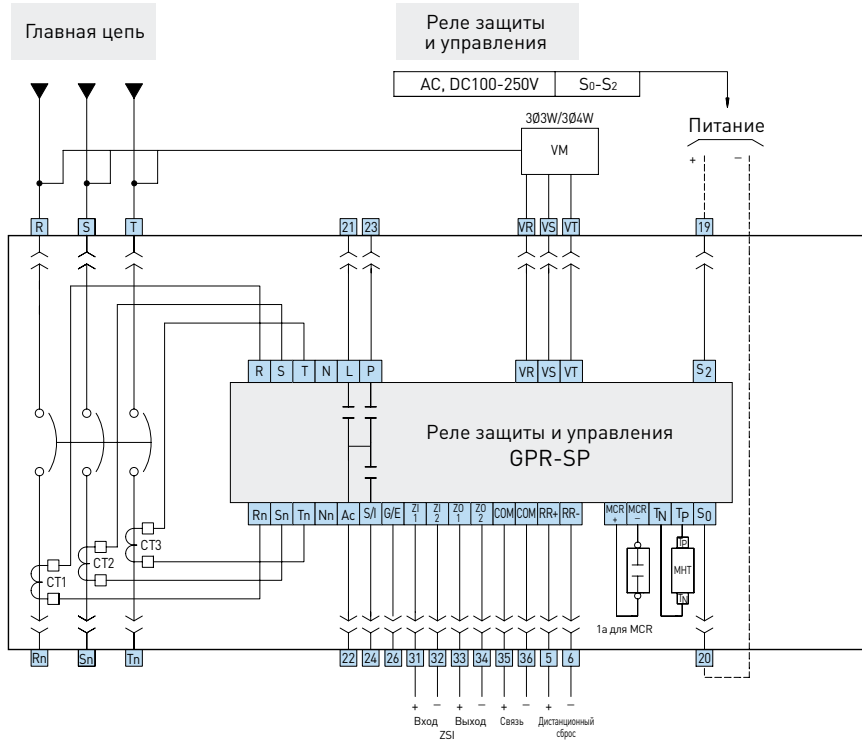 Главная цепь
Реле защиты
и управления
AC, DC100-250V S0-S2
3Ø3W/3Ø4W
VM
Питание
+ −
R S T 21 23 VR VS VT 19
R S T N L P VR VS VT S2
Реле защиты и управления
GPR-SP
Rn Sn Tn Nn Ac S/I G/E ZI 1 ZI 2 ZO 1 ZO 2 COM COM RR+ RR- MCR + MCR − TN TP S0
CT1 CT2 CT3
TP
MHT
TN
1a для MCR
Rn Sn Tn 22 24 26 31 32 33 34 35 36 5 6 20
+ − + − + − + −
Вход Выход Связь Дистанционный
ZSI сброс